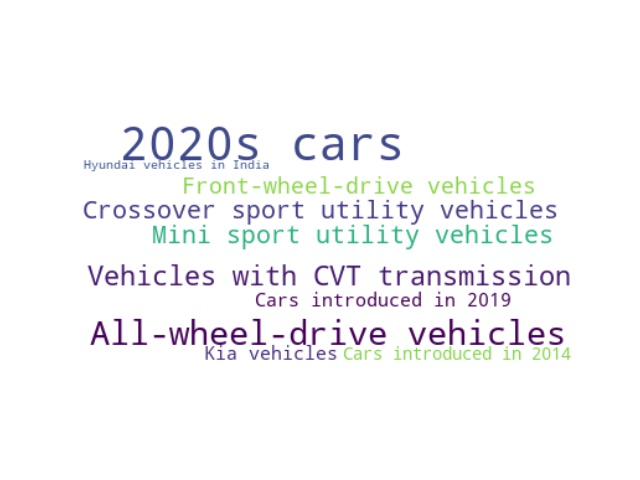 2020s cars
Hyundai vehicles in India
Front-wheel-drive vehicles
Crossover sport utility vehicles
Mini sport utility vehicles
Vehicles with CVT transmission
Cars introduced in 2019
All-wheel-drive vehicles
Kia vehicles Cars introduced in 2014